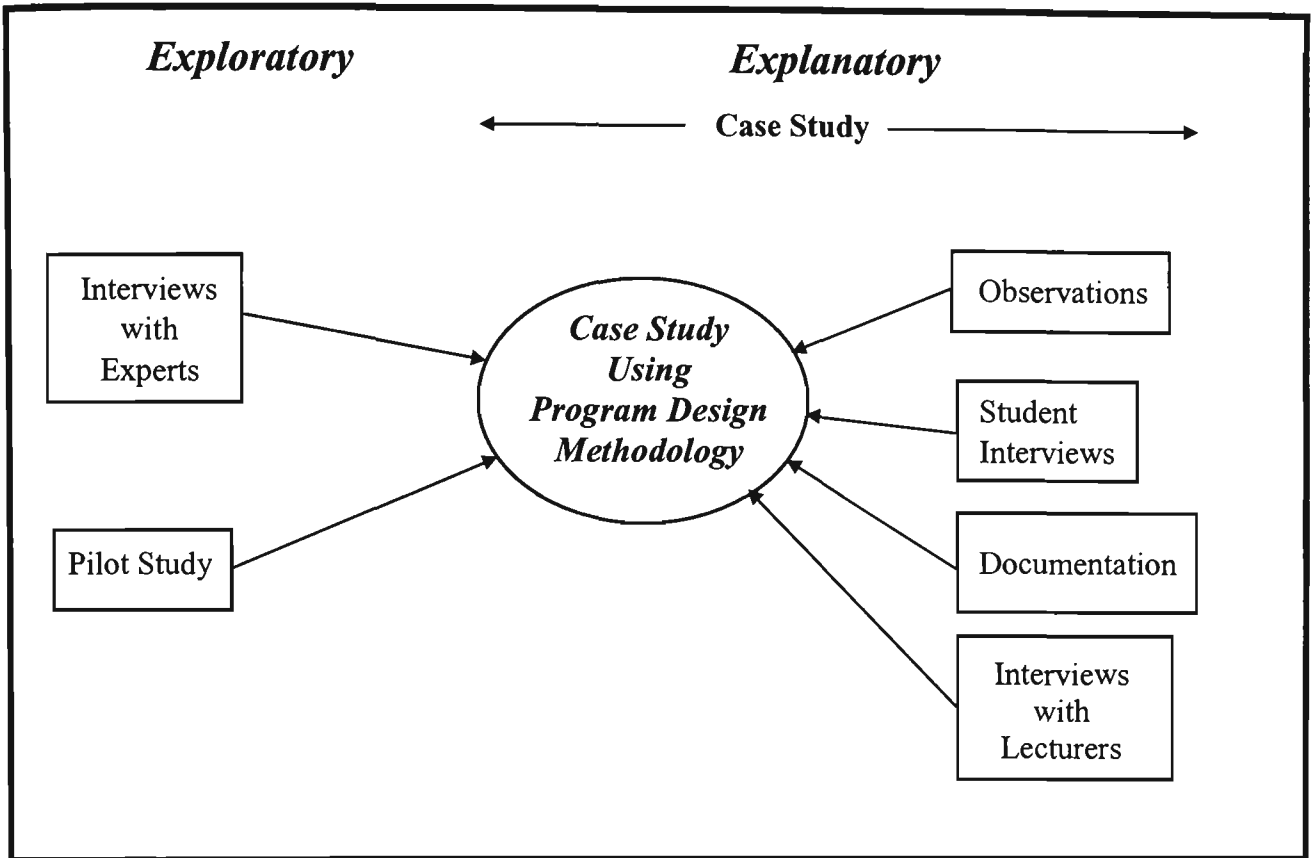 Exploratory
Explanatory
Case Study
Interviews
with
Experts
Pilot Study
Case Study
Using
Program Design
Methodology
Observations
Student
Interviews
Documentation
Interviews
with
Lecturers